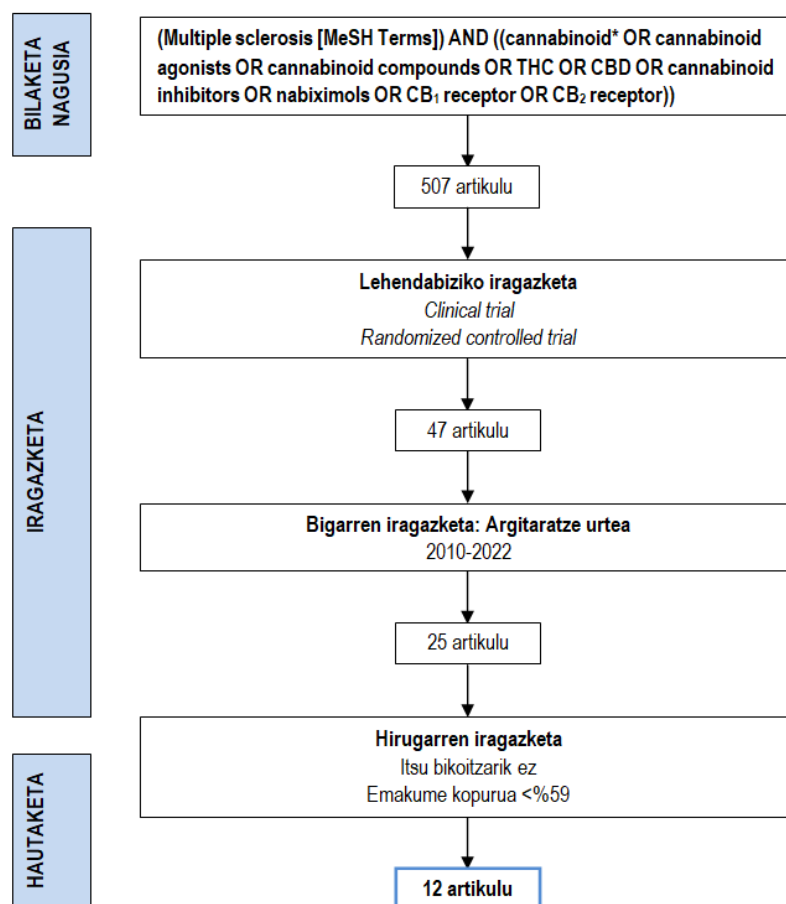 BILAKETA
NAGUSIA
(Multiple sclerosis [MeSH Terms]) AND ((cannabinoid* OR cannabinoid
agonists OR cannabinoid compounds OR THC OR CBD OR cannabinoid
inhibitors OR nabiximols OR CB₁ receptor OR CB₂ receptor))
507 artikulu
IRAGAZKETA
Lehendabiziko iragazketa
Clinical trial
Randomized controlled trial
47 artikulu
Bigarren iragazketa: Argitaratze urtea
2010-2022
25 artikulu
HAUTAKETA
Hirugarren iragazketa
Itsu bikoitzarik ez
Emakume kopurua <%59
12 artikulu